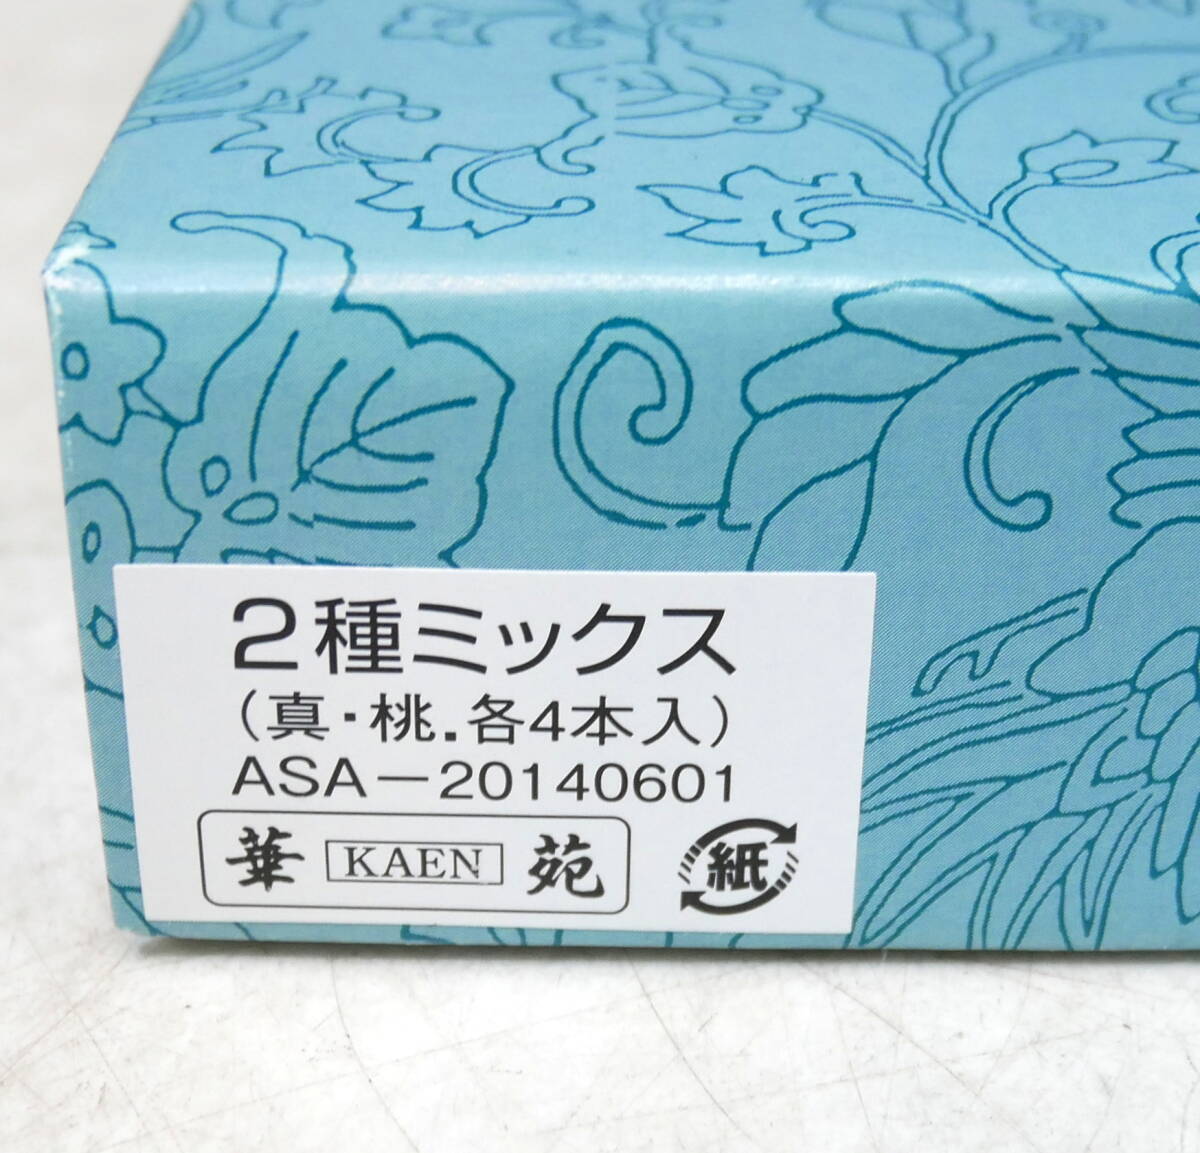 2種ミックス
（真・桃.各4本入）
ASA－20140601
華 KAEN 苑
紙